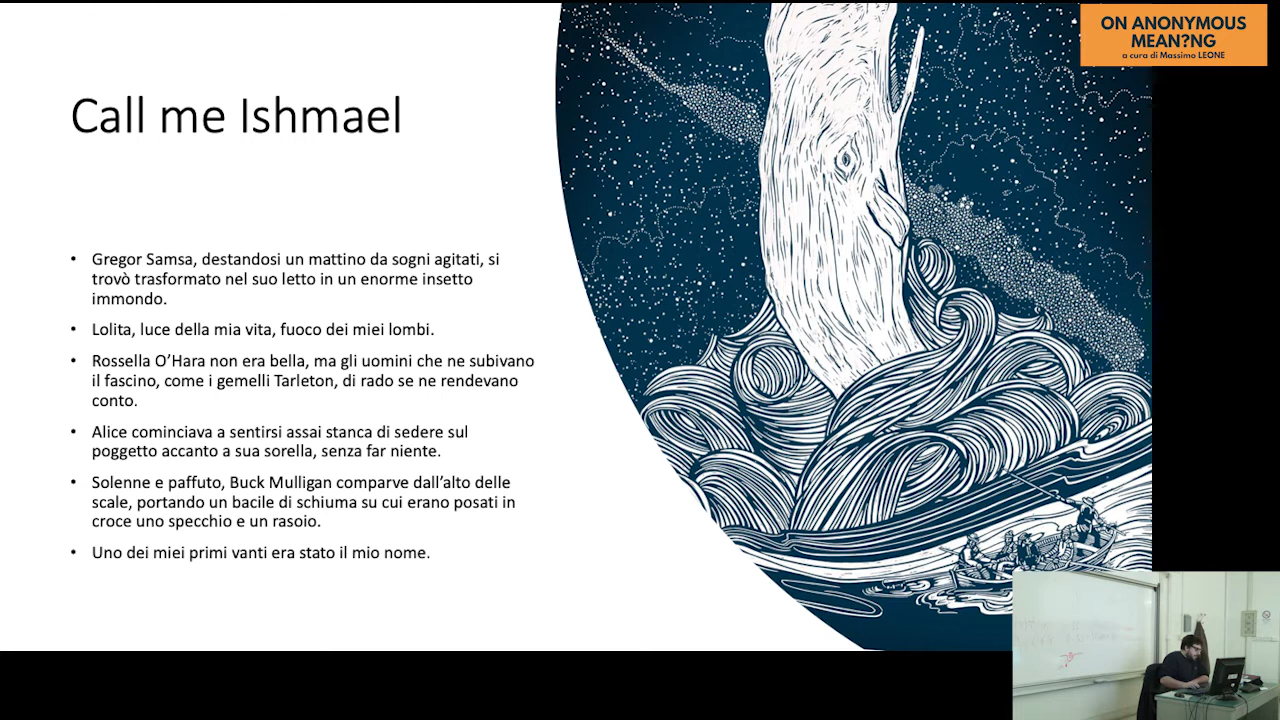 ON ANONYMOUS
MEAN?NG
a cura di Massimo LEONE
Call me Ishmael
• Gregor Samsa, destandosi un mattino da sogni agitati, si
trovò trasformato nel suo letto in un enorme insetto
immondo.
• Lolita, luce della mia vita, fuoco dei miei lombi.
• Rossella O’Hara non era bella, ma gli uomini che ne subivano
il fascino, come i gemelli Tarleton, di rado se ne rendevano
conto.
• Alice cominciava a sentirsi assai stanca di sedere sul
poggetto accanto a sua sorella, senza far niente.
• Solenne e paffuto, Buck Mulligan comparve dall’alto delle
scale, portando un bacile di schiuma su cui erano posati in
croce uno specchio e un rasoio.
• Uno dei miei primi vanti era stato il mio nome.